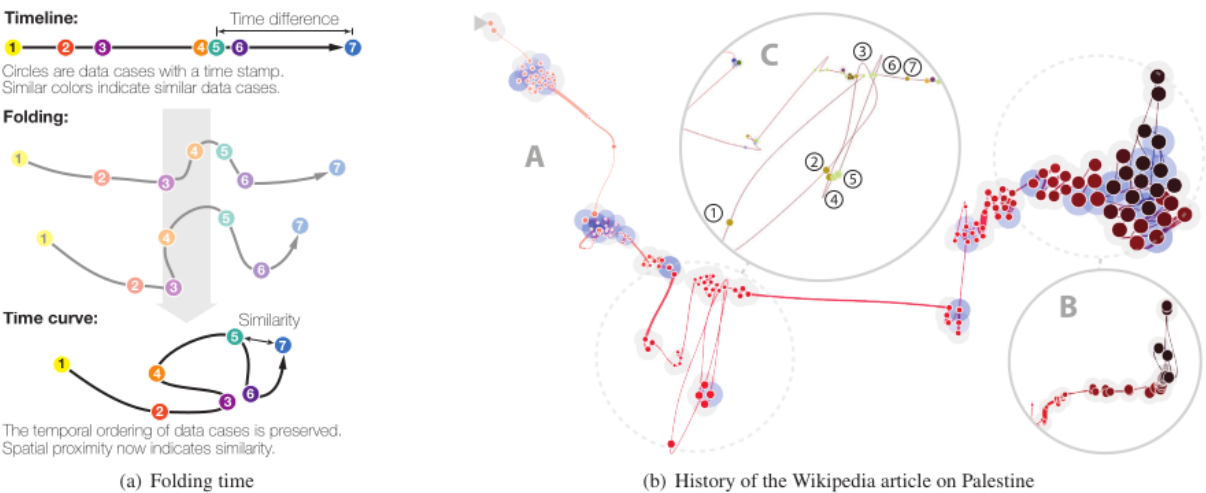 Timeline:
Time difference
1 2 3 4 5 6 7
Circles are data cases with a time stamp.
Similar colors indicate similar data cases.
Folding:
1 2 3 4 5 6 7
1 2 3 4 5 6 7
Time curve:
Similarity
1 2 3 4 5 6 7
The temporal ordering of data cases is preserved.
Spatial proximity now indicates similarity.
(a) Folding time
A
C
3
6 7
2
5
4
1
B
(b) History of the Wikipedia article on Palestine